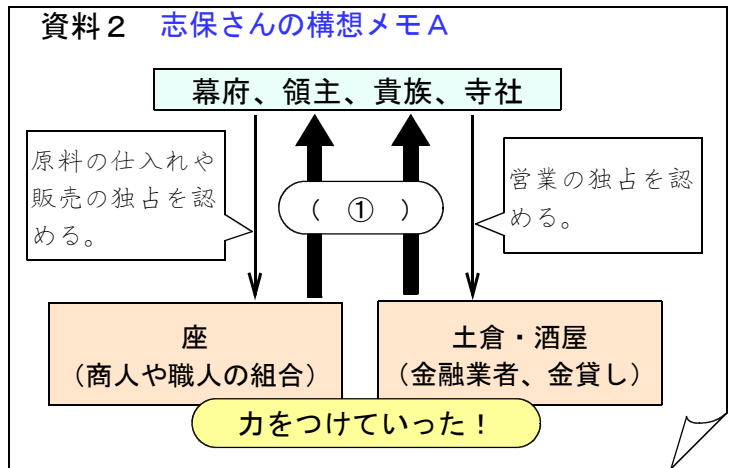 資料２ 志保さんの構想メモＡ
幕府、領主、貴族、寺社
原料の仕入れや
販売の独占を認
める。
（ ① ）
営業の独占を認
める。
座
（商人や職人の組合）
土倉・酒屋
（金融業者、金貸し）
力をつけていった！